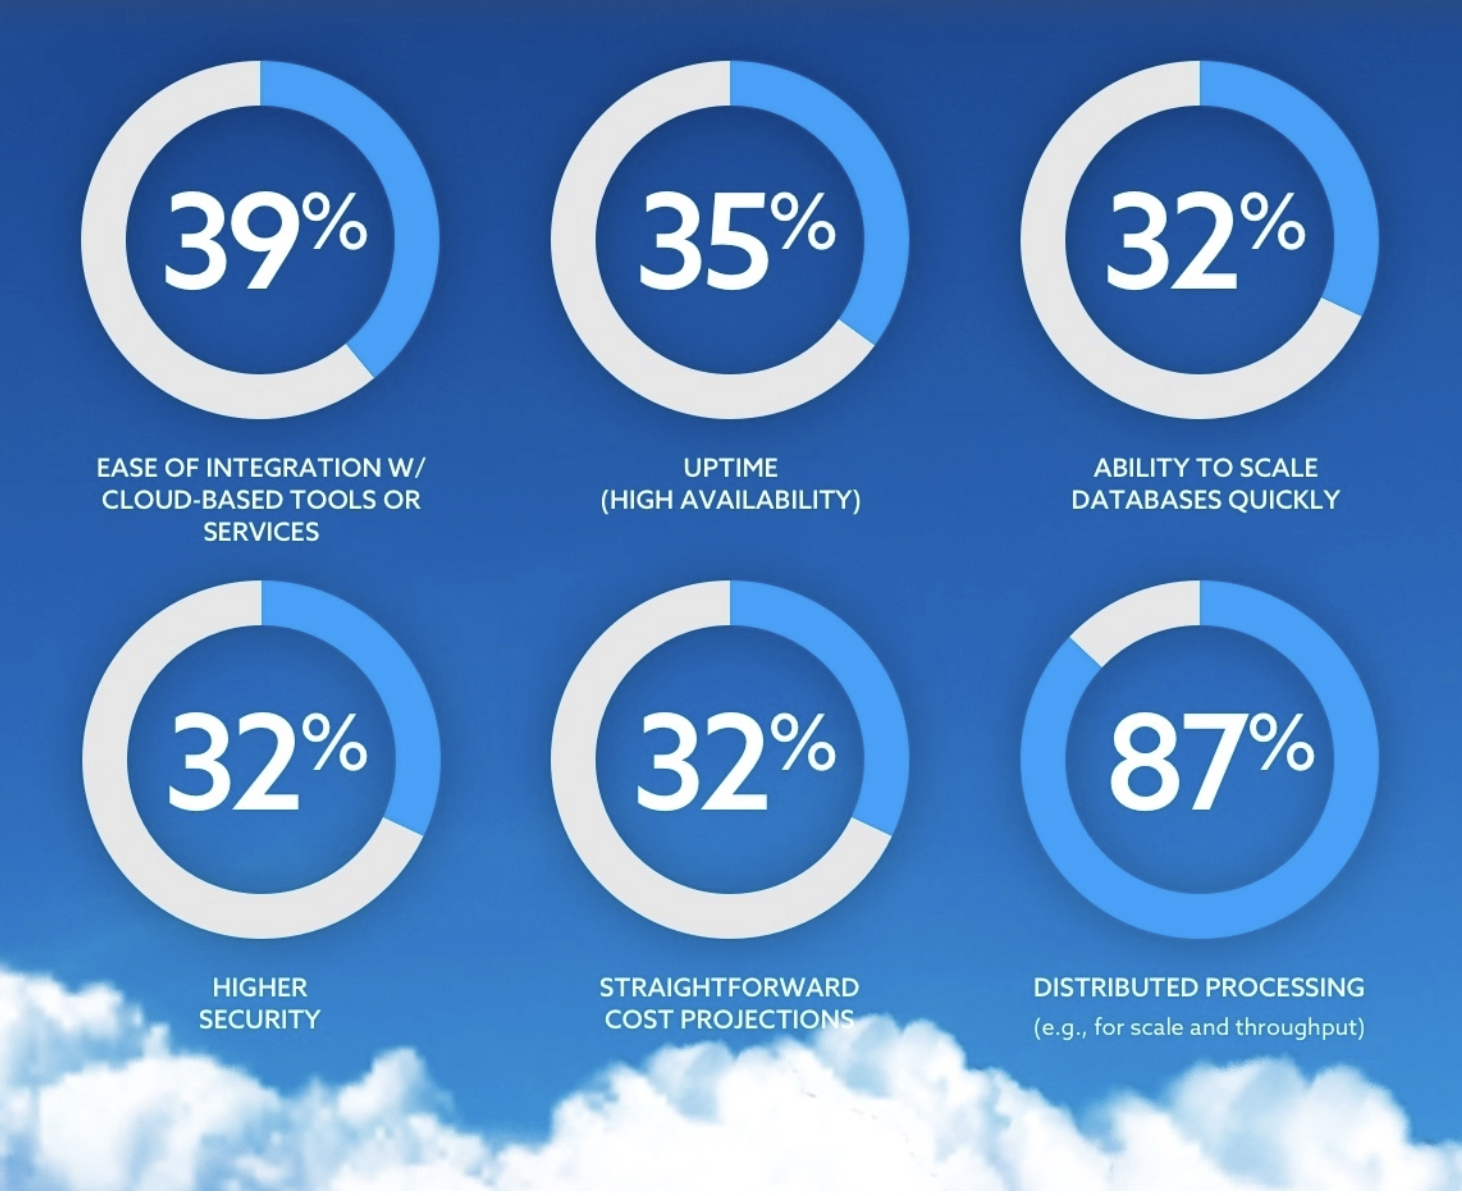 39%
35%
32%
EASE OF INTEGRATION W/
CLOUD-BASED TOOLS OR
SERVICES
UPTIME
(HIGH AVAILABILITY)
ABILITY TO SCALE
DATABASES QUICKLY
32%
32%
87%
HIGHER
SECURITY
STRAIGHTFORWARD
COST PROJECTIONS
DISTRIBUTED PROCESSING
(e.g., for scale and throughput)